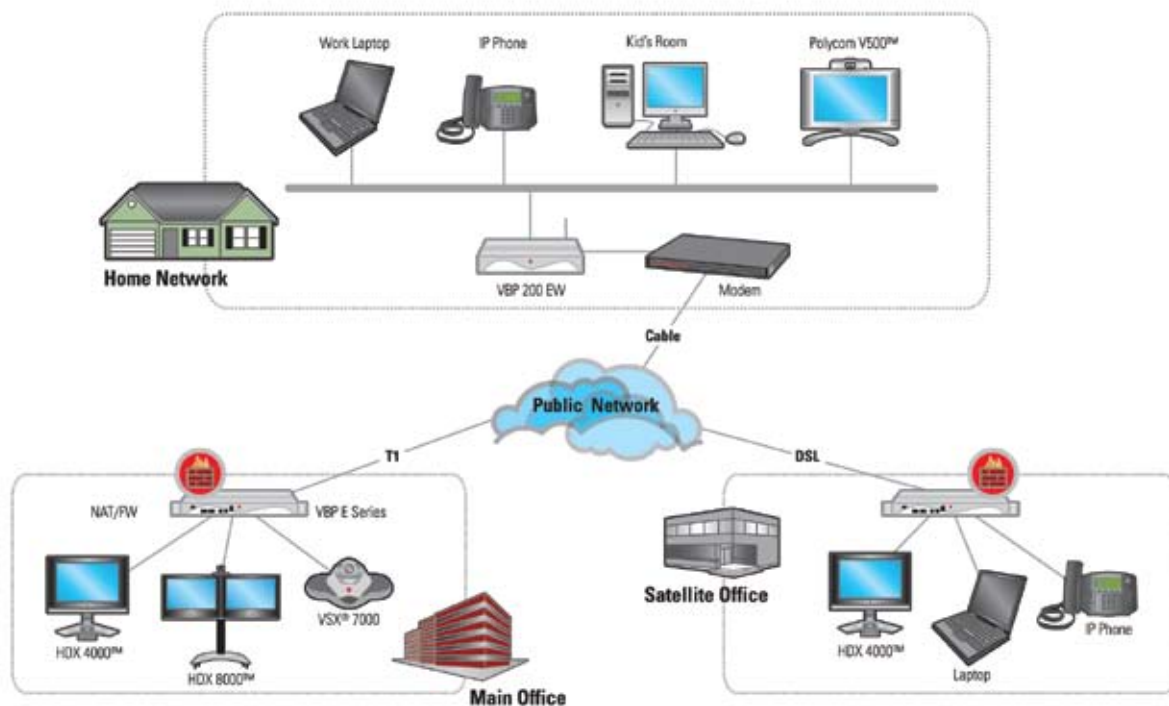 Work Laptop
IP Phone
Kid's Room
Polycom V500™
Home Network
VBP 200 EW
Modem
Cable
Public Network
T1
DSL
NAT/FW
VBP E Series
HDX 4000™
HDX 8000™
VSX® 7000
Main Office
Satellite Office
HDX 4000™
Laptop
IP Phone